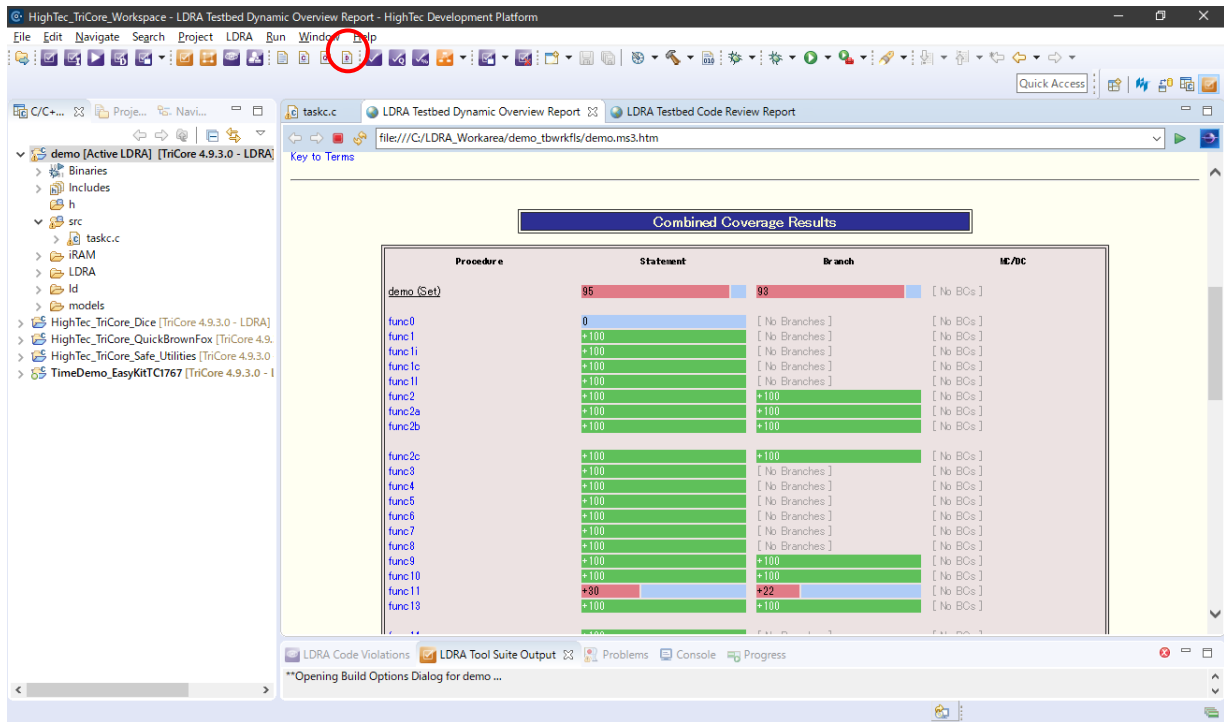 HighTec_TriCore_Workspace - LDRA Testbed Dynamic Overview Report - HighTec Development Platform
File Edit Navigate Search Project LDRA Run Window Help
Quick Access
C/C+... Proje... Navi...
taskc.c LDRA Testbed Dynamic Overview Report LDRA Testbed Code Review Report
file:///C:/LDRA_Workarea/demo_tbwrkfls/demo.ms3.htm
demo [Active LDRA] [TriCore 4.9.3.0 - LDRA]
Binaries
Includes
h
src
taskc.c
iRAM
LDRA
ld
models
HighTec_TriCore_Dice [TriCore 4.9.3.0 - LDRA]
HighTec_TriCore_QuickBrownFox [TriCore 4.9.
HighTec_TriCore_Safe_Utilities [TriCore 4.9.3.0
TimeDemo_EasyKitTC1767 [TriCore 4.9.3.0 - l
Key to Terms
Combined Coverage Results
Procedure Statement Branch MC/DC
demo (Set) 95 93 [ No BCs ]
func0 0 [ No Branches ] [ No BCs ]
func1 +100 [ No Branches ] [ No BCs ]
func1i +100 [ No Branches ] [ No BCs ]
func1c +100 [ No Branches ] [ No BCs ]
func1l +100 [ No Branches ] [ No BCs ]
func2 +100 +100 [ No BCs ]
func2a +100 +100 [ No BCs ]
func2b +100 +100 [ No BCs ]
func2c +100 +100 [ No BCs ]
func3 +100 [ No Branches ] [ No BCs ]
func4 +100 [ No Branches ] [ No BCs ]
func5 +100 [ No Branches ] [ No BCs ]
func6 +100 [ No Branches ] [ No BCs ]
func7 +100 [ No Branches ] [ No BCs ]
func8 +100 [ No Branches ] [ No BCs ]
func9 +100 +100 [ No BCs ]
func10 +100 +100 [ No BCs ]
func11 +30 +22 [ No BCs ]
func13 +100 +100 [ No BCs ]
LDRA Code Violations LDRA Tool Suite Output Problems Console Progress
**Opening Build Options Dialog for demo ...